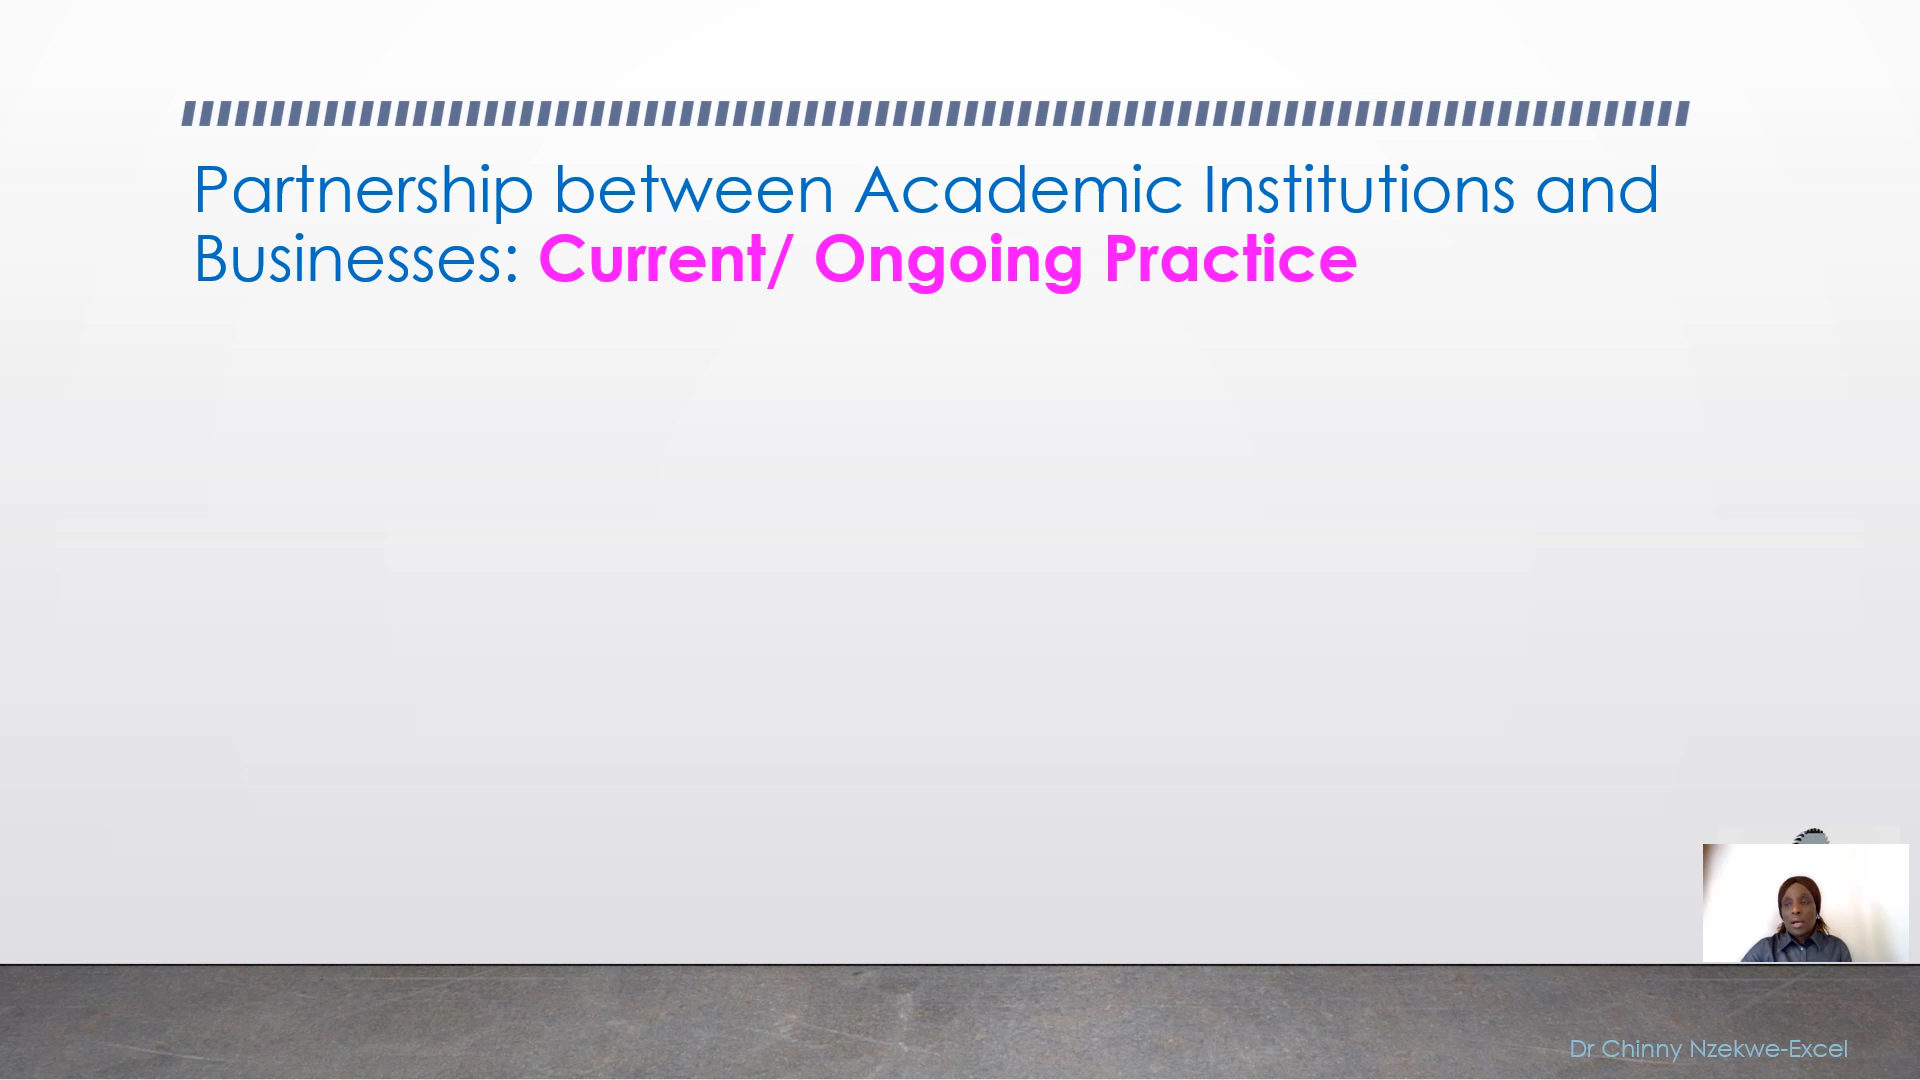 Partnership between Academic Institutions and
Businesses: Current/ Ongoing Practice
Dr Chinny Nzekwe-Excel